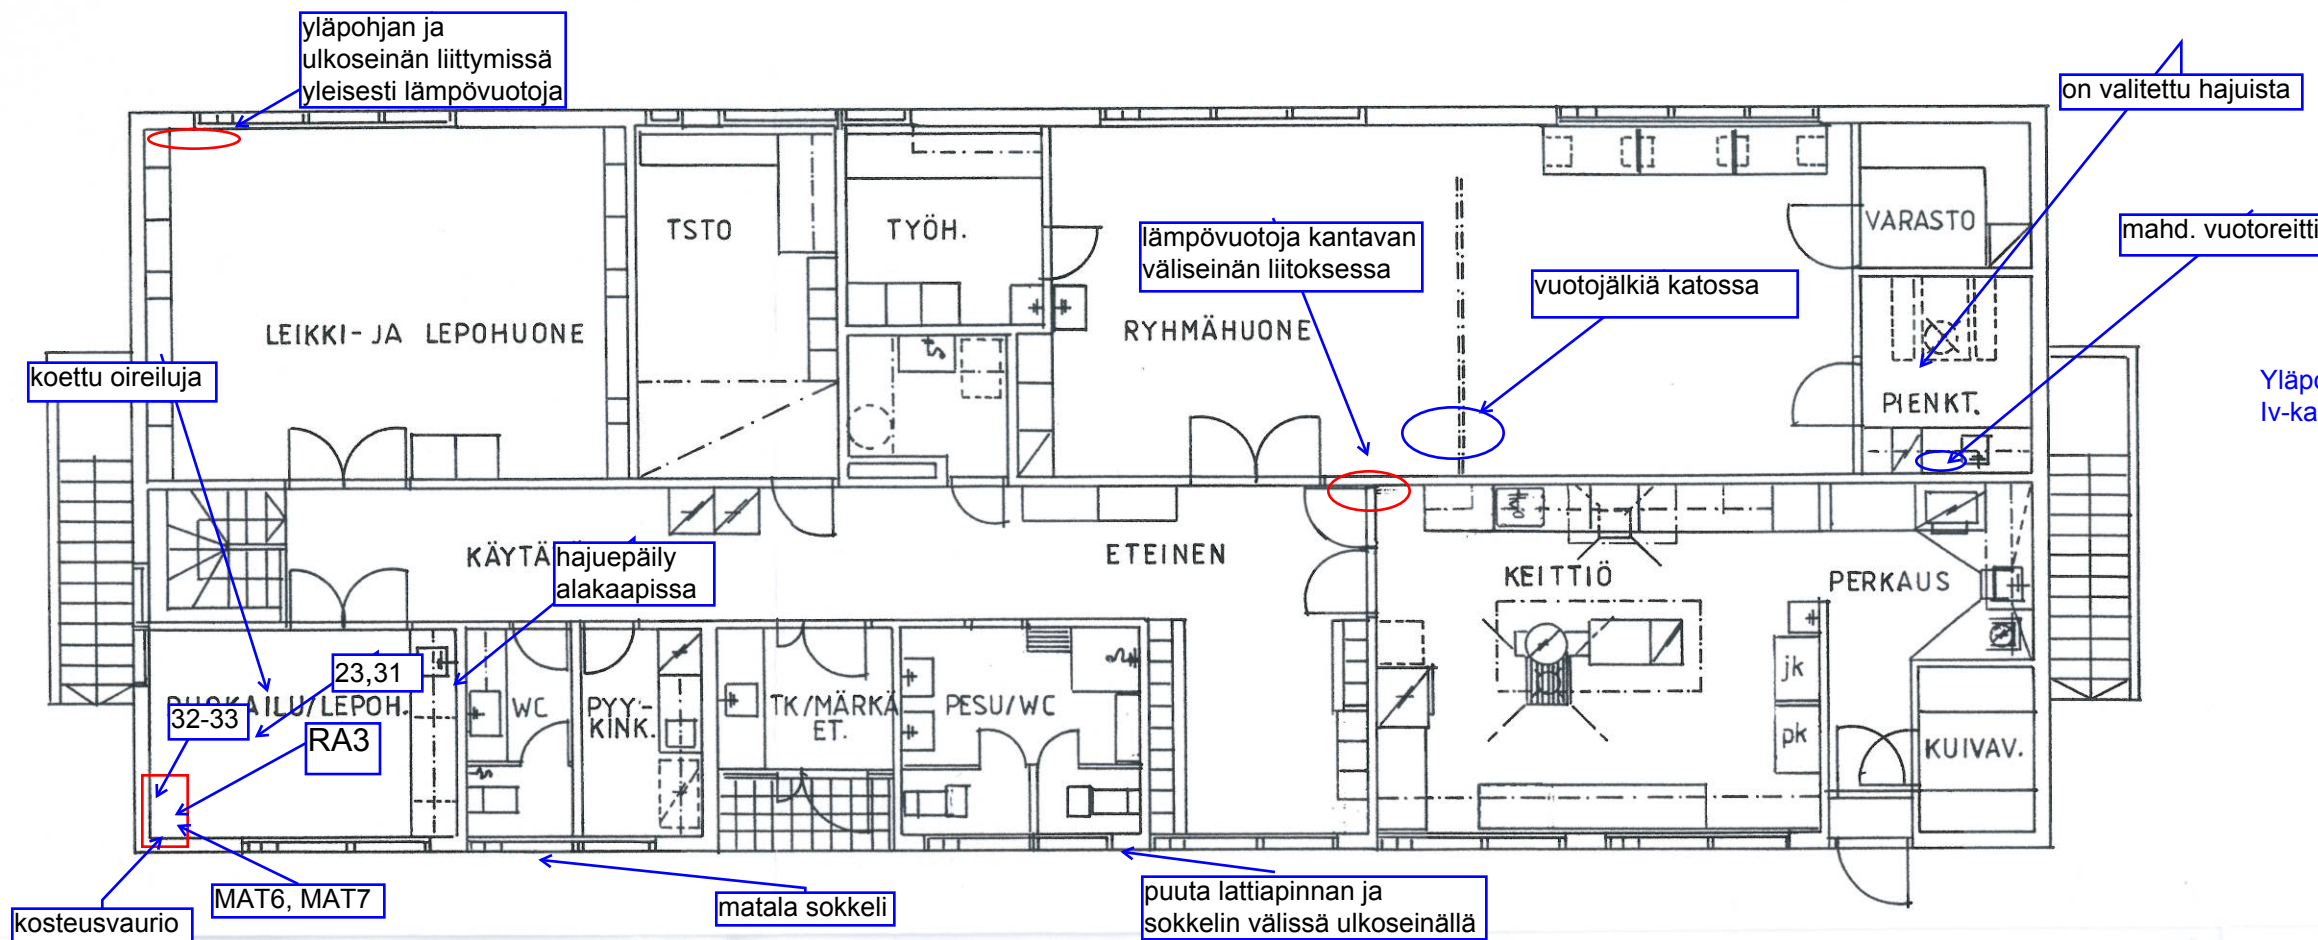 yläpohjan ja
ulkoseinän liittymissä
yleisesti lämpövuotoja
on valitettu hajuista
mahd. vuotoreitti
lämpövuotoja kantavan
väliseinän liitoksessa
vuotojälkiä katossa
TSTO
TYÖH.
VARASTO
LEIKKI-JA LEPOHUONE
RYHMÄHUONE
koettu oireiluja
PIENKT.
Yläpo
Iv-ka
hajuepäily
alakaapissa
ETEINEN
KEITTIÖ
PERKAUS
23,31
32-33
RA3
WC
PYY-
KINK.
TK/MÄRKÄ
ET.
PESU/WC
jk
pk
KUIVAV.
MAT6, MAT7
kosteusvaurio
matala sokkeli
puuta lattiapinnan ja
sokkelin välissä ulkoseinällä